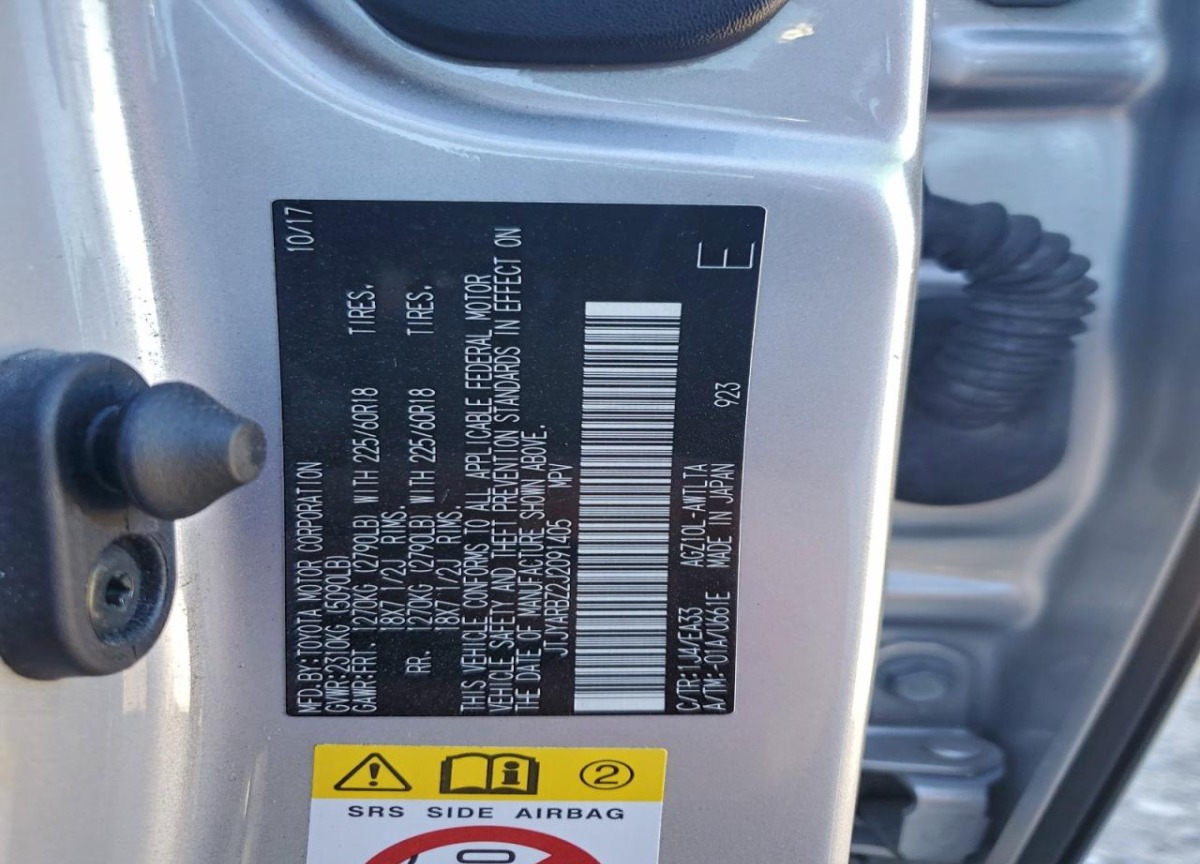 MFD.BY:TOYOTA MOTOR CORPORATION 10/17
GVWR:2310KG (5090LB)
GAWR:FRT. 1270KG (2790LB) WITH 225/60R18 TIRES.
18X7 1/2J RIMS.
RR. 1270KG (2790LB) WITH 225/60R18 TIRES.
18X7 1/2J RIMS.
THIS VEHICLE CONFORMS TO ALL APPLICABLE FEDERAL MOTOR
VEHICLE SAFETY AND THEFT PREVENTION STANDARDS IN EFFECT ON
THE DATE OF MANUFACTURE SHOWN ABOVE.
JTJYARBZ2J2091405 MPV
C/TR:1J4/EA33 AGZ10L-AWTLTA
A/TM:-01A/U661E MADE IN JAPAN 923 E
2
SRS SIDE AIRBAG